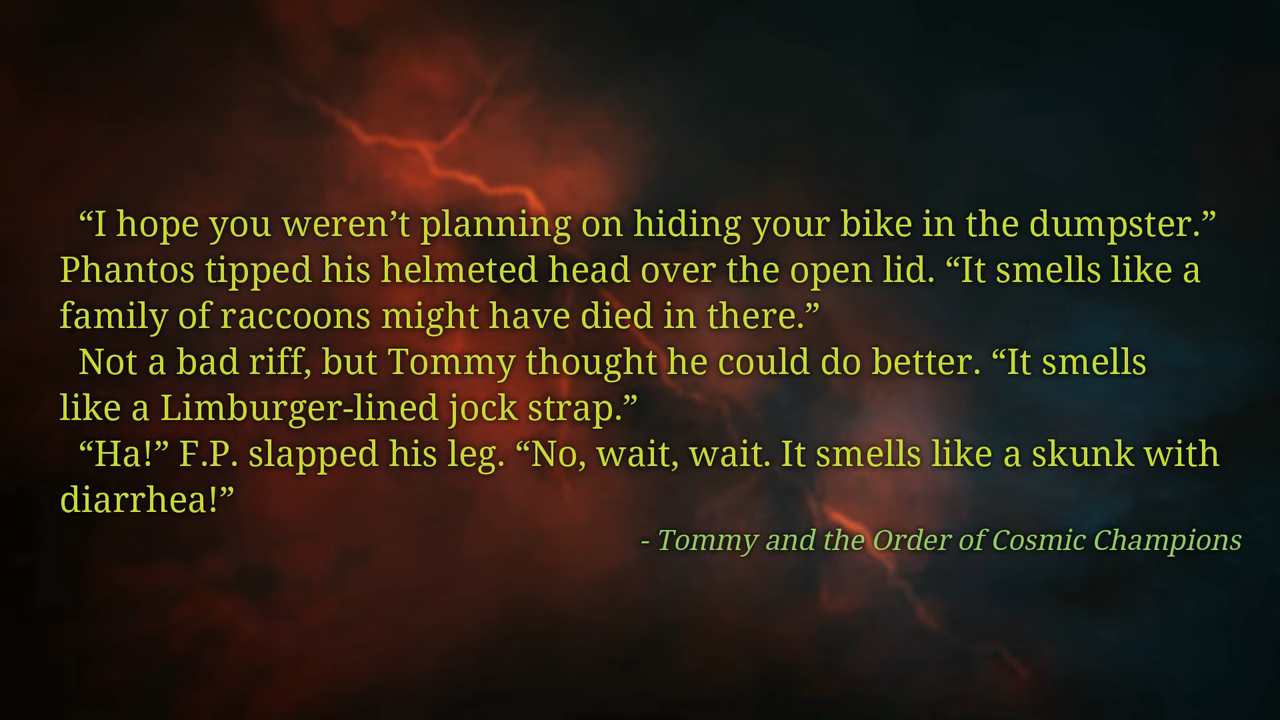 “I hope you weren’t planning on hiding your bike in the dumpster.”
Phantos tipped his helmeted head over the open lid. “It smells like a
family of raccoons might have died in there.”
Not a bad riff, but Tommy thought he could do better. “It smells
like a Limburger-lined jock strap.”
“Ha!” F.P. slapped his leg. “No, wait, wait. It smells like a skunk with
diarrhea!”
- Tommy and the Order of Cosmic Champions